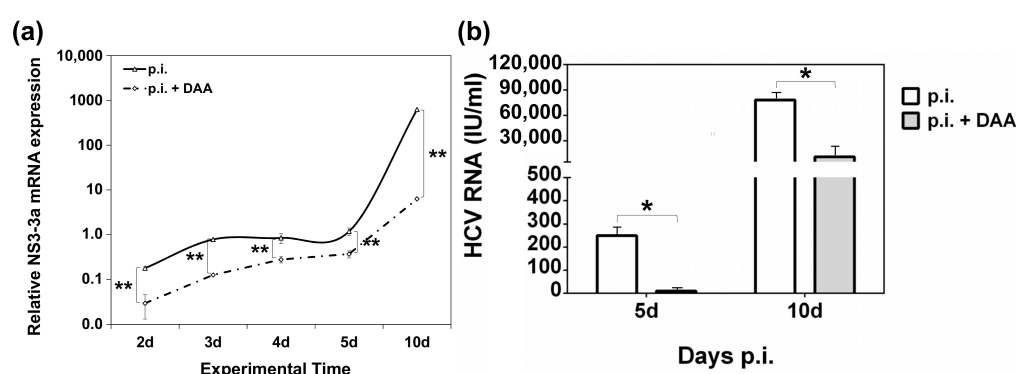 (a)
Relative NS3-3a mRNA expression
10,000
1000
100
10
1.0
0.1
0.0
p.i.
p.i. + DAA
**
**
**
**
**
2d
3d
4d
5d
10d
Experimental Time
(b)
HCV RNA (IU/ml)
120,000
90,000
60,000
30,000
500
400
300
200
100
0
*
*
p.i.
p.i. + DAA
5d
10d
Days p.i.